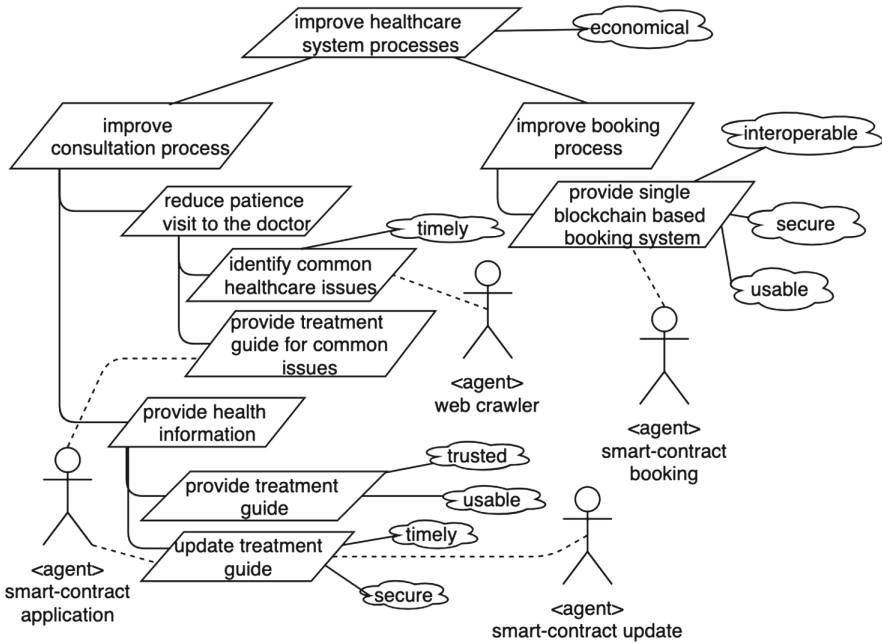 improve healthcare
system processes
economical
improve
consultation process
improve booking
process
interoperable
reduce patience
visit to the doctor
provide single
blockchain based
booking system
timely
secure
identify common
healthcare issues
usable
provide treatment
guide for common
issues
<agent>
web crawler
provide health
information
<agent>
smart-contract
booking
trusted
provide treatment
guide
usable
timely
update treatment
guide
<agent>
smart-contract
application
secure
<agent>
smart-contract update